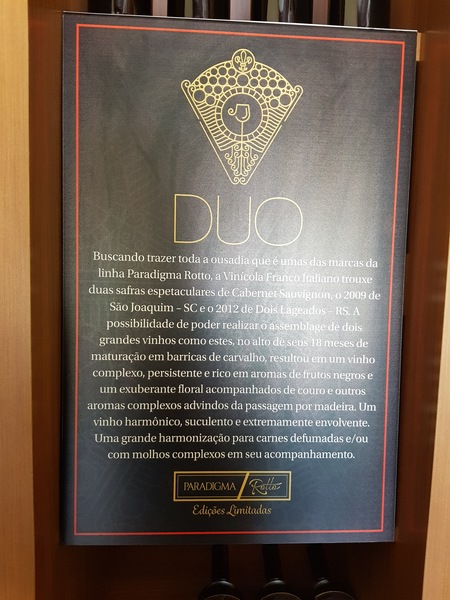 DUO
Buscando trazer toda a ousadia que é umas das marcas da
linha Paradigma Rotto, a Vinícola Franco Italiano trouxe
duas safras espetaculares de Cabernet Sauvignon, o 2009 de
São Joaquim – SC e o 2012 de Dois Lageados – RS. A
possibilidade de poder realizar o assemblage de dois
grandes vinhos como estes, no alto de seus 18 meses de
maturação em barricas de carvalho, resultou em um vinho
complexo, persistente e rico em aromas de frutos negros e
um exuberante floral acompanhados de couro e outros
aromas complexos advindos da passagem por madeira. Um
vinho harmônico, suculento e extremamente envolvente.
Uma grande harmonização para carnes defumadas e/ou
com molhos complexos em seu acompanhamento.
PARADIGMA Rotto
Edições Limitadas